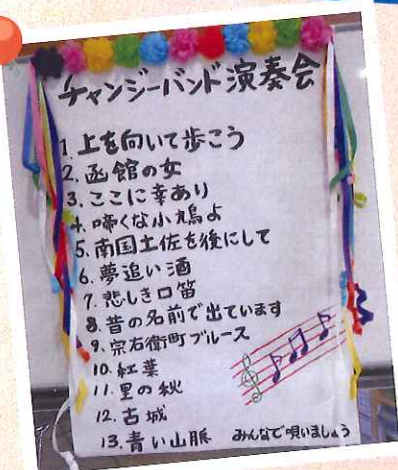 チャンジーバンド演奏会
1. 上を向いて歩こう
2. 函館の女
3. ここに幸あり
4. 啼くな小鳩よ
5. 南国土佐を後にして
6. 夢追い酒
7. 悲しき口笛
8. 昔の名前で出ています
9. 宗右衛町ブルース
10. 紅葉
11. 里の秋
12. 古城
13. 青い山脈 みんなで唄いましょう